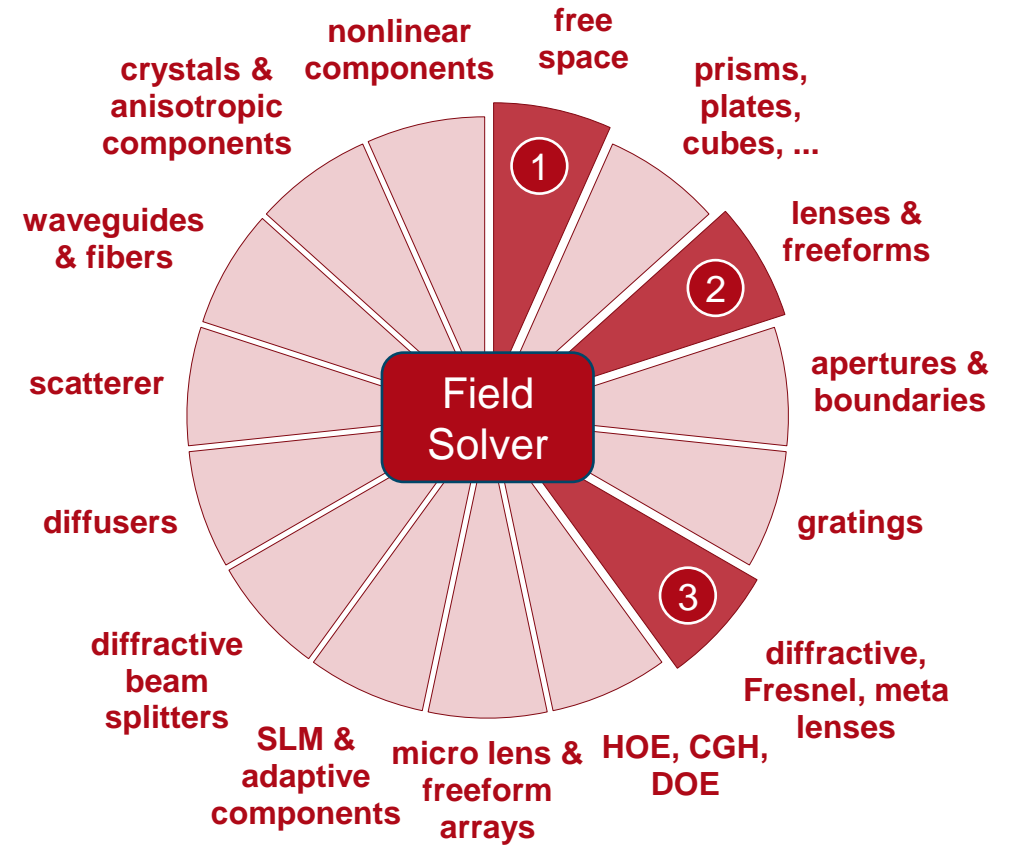 free
space
1
prisms,
plates,
cubes, ...
lenses &
freeforms
2
apertures &
boundaries
gratings
3
diffractive,
Fresnel, meta
lenses
HOE, CGH,
DOE
micro lens &
freeform
arrays
SLM &
adaptive
components
diffractive
beam
splitters
diffusers
scatterer
waveguides
& fibers
crystals &
anisotropic
components
nonlinear
components
Field
Solver